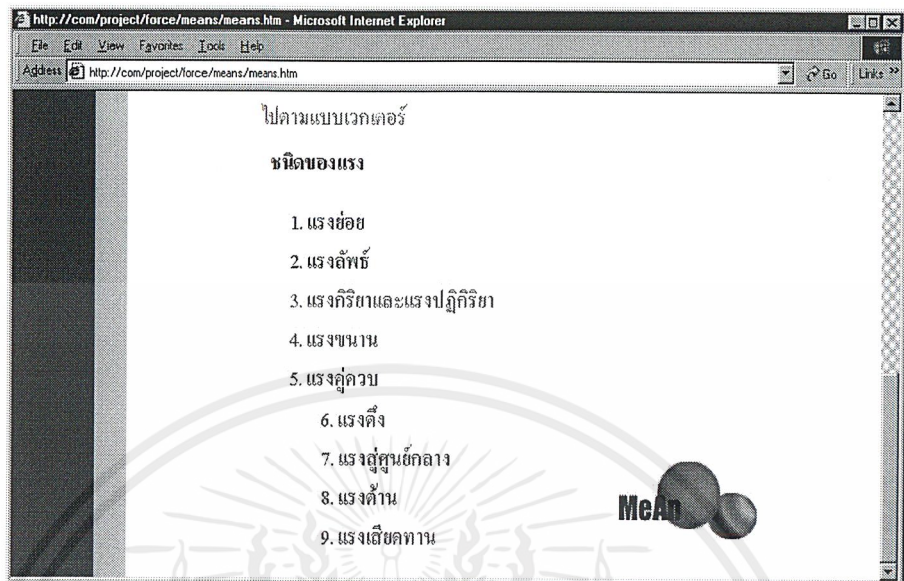 http://com/project/force/means/means.htm - Microsoft Internet Explorer
File Edit View Favorites Tools Help
Address http://com/project/force/means/means.htm Go Links »
ไปตามแบบเวกเตอร์
ชนิดของแรง
1. แรงย่อย
2. แรงลัพธ์
3. แรงกิริยาและแรงปฏิกิริยา
4. แรงขนาน
5. แรงคู่ควบ
6. แรงดึง
7. แรงสู่ศูนย์กลาง
8. แรงต้าน
9. แรงเสียดทาน
MeAn